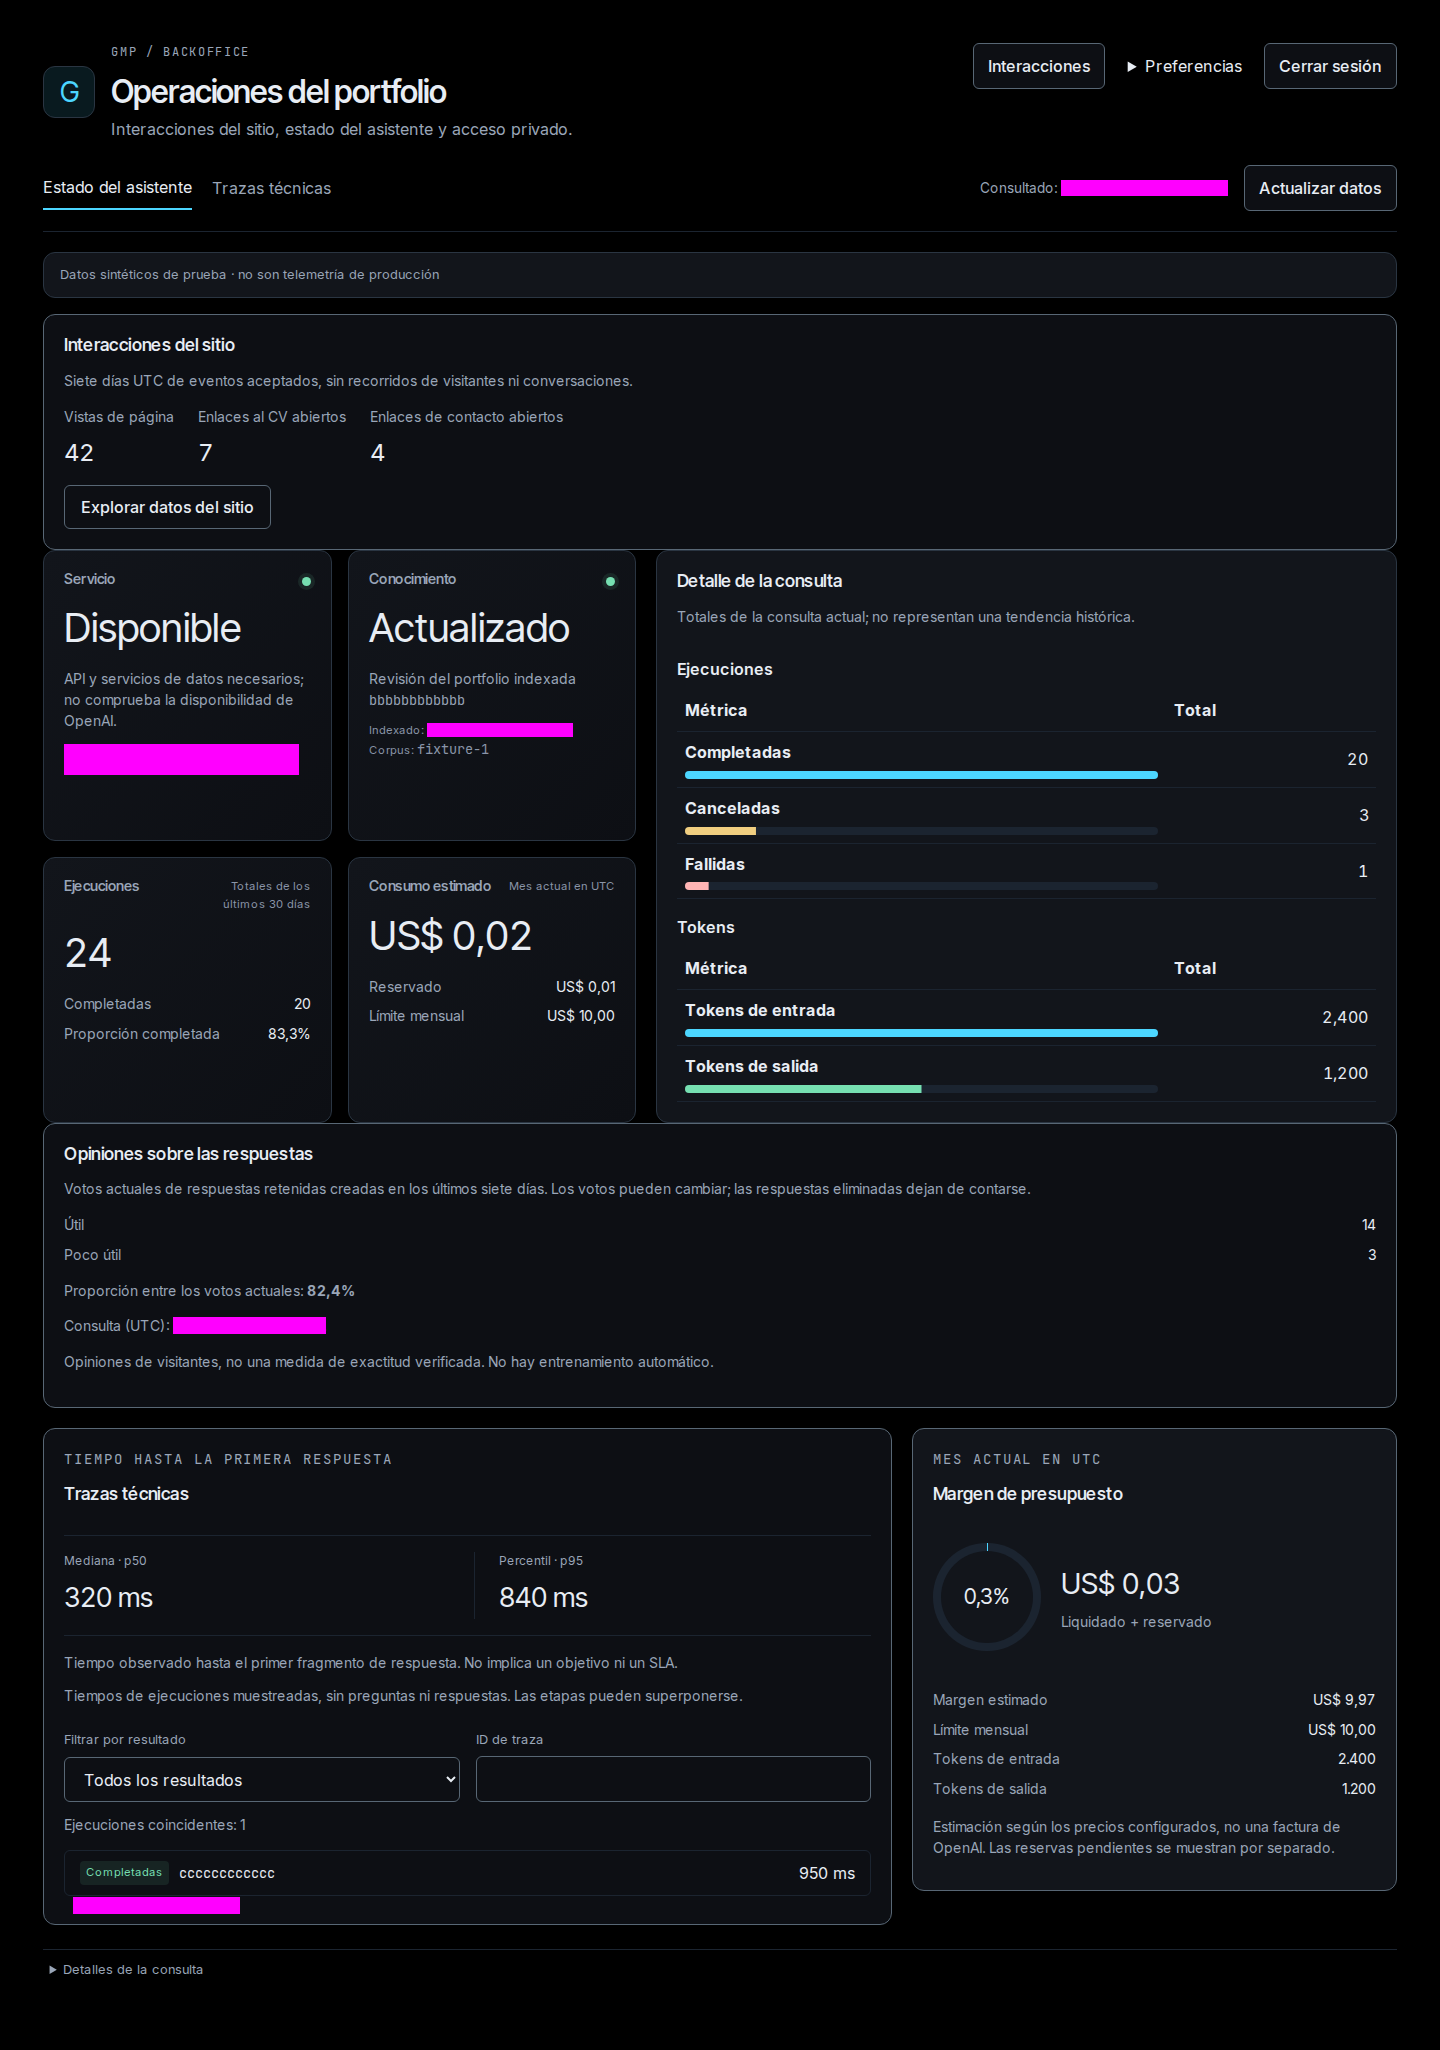 GMP / BACKOFFICE
G
Operaciones del portfolio
Interacciones del sitio, estado del asistente y acceso privado.
Interacciones
Preferencias
Cerrar sesión
Estado del asistente
Trazas técnicas
Consultado:
Actualizar datos
Datos sintéticos de prueba · no son telemetría de producción
Interacciones del sitio
Siete días UTC de eventos aceptados, sin recorridos de visitantes ni conversaciones.
Vistas de página
Enlaces al CV abiertos
Enlaces de contacto abiertos
42
7
4
Explorar datos del sitio
Servicio
Disponible
API y servicios de datos necesarios;
no comprueba la disponibilidad de
OpenAI.
Conocimiento
Actualizado
Revisión del portfolio indexada
bbbbbbbbbbbb
Indexado:
Corpus: fixture-1
Ejecuciones
Totales de los
últimos 30 días
24
Completadas 20
Proporción completada 83,3%
Consumo estimado
Mes actual en UTC
US$ 0,02
Reservado US$ 0,01
Límite mensual US$ 10,00
Detalle de la consulta
Totales de la consulta actual; no representan una tendencia histórica.
Ejecuciones
Métrica Total
Completadas 20
Canceladas 3
Fallidas 1
Tokens
Métrica Total
Tokens de entrada 2,400
Tokens de salida 1,200
Opiniones sobre las respuestas
Votos actuales de respuestas retenidas creadas en los últimos siete días. Los votos pueden cambiar; las respuestas eliminadas dejan de contarse.
Útil 14
Poco útil 3
Proporción entre los votos actuales: 82,4%
Consulta (UTC):
Opiniones de visitantes, no una medida de exactitud verificada. No hay entrenamiento automático.
TIEMPO HASTA LA PRIMERA RESPUESTA
Trazas técnicas
Mediana · p50
320 ms
Percentil · p95
840 ms
Tiempo observado hasta el primer fragmento de respuesta. No implica un objetivo ni un SLA.
Tiempos de ejecuciones muestreadas, sin preguntas ni respuestas. Las etapas pueden superponerse.
Filtrar por resultado
Todos los resultados
ID de traza
Ejecuciones coincidentes: 1
Completadas cccccccccccc 950 ms
MES ACTUAL EN UTC
Margen de presupuesto
0,3%
US$ 0,03
Liquidado + reservado
Margen estimado US$ 9,97
Límite mensual US$ 10,00
Tokens de entrada 2.400
Tokens de salida 1.200
Estimación según los precios configurados, no una factura de
OpenAI. Las reservas pendientes se muestran por separado.
Detalles de la consulta